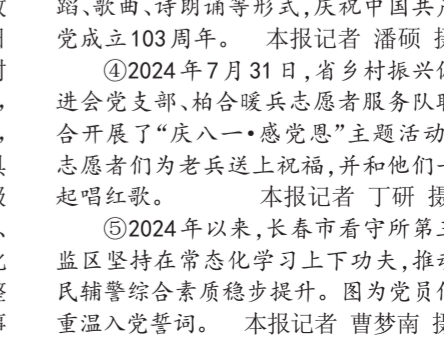 蹈、歌曲、诗朗诵等形式,庆祝中国共产
党成立103周年。 本报记者 潘硕 摄
④2024年7月31日,省乡村振兴促
进会党支部、柏合暖兵志愿者服务队联
合开展了“庆八一•感党恩”主题活动,
志愿者们为老兵送上祝福,并和他们一
起唱红歌。 本报记者 丁研 摄
⑤2024年以来,长春市看守所第三
监区坚持在常态化学习上下功夫,推动
民辅警综合素质稳步提升。图为党员们
重温入党誓词。 本报记者 曹梦南 摄